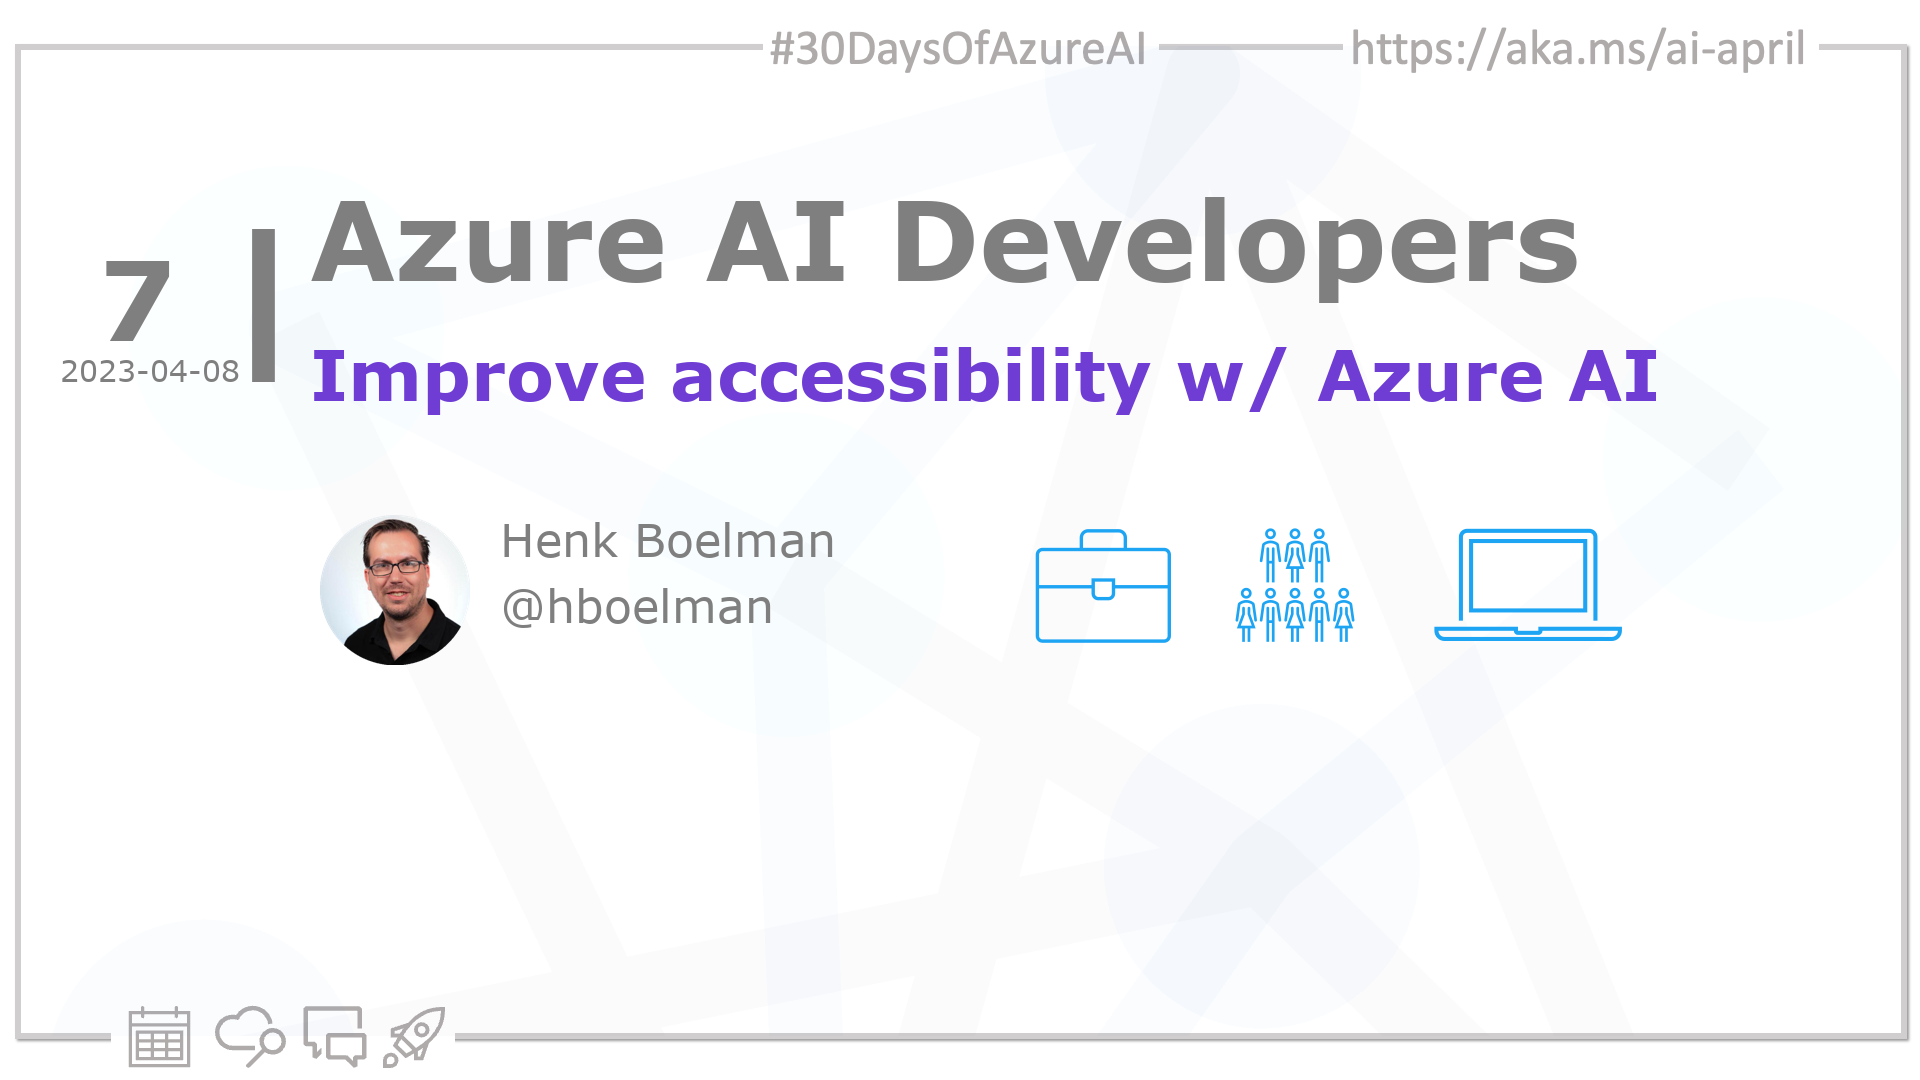 #30DaysOfAzureAI
https://aka.ms/ai-april
Azure AI Developers
7
2023-04-08
Improve accessibility w/ Azure AI
Henk Boelman
@hboelman